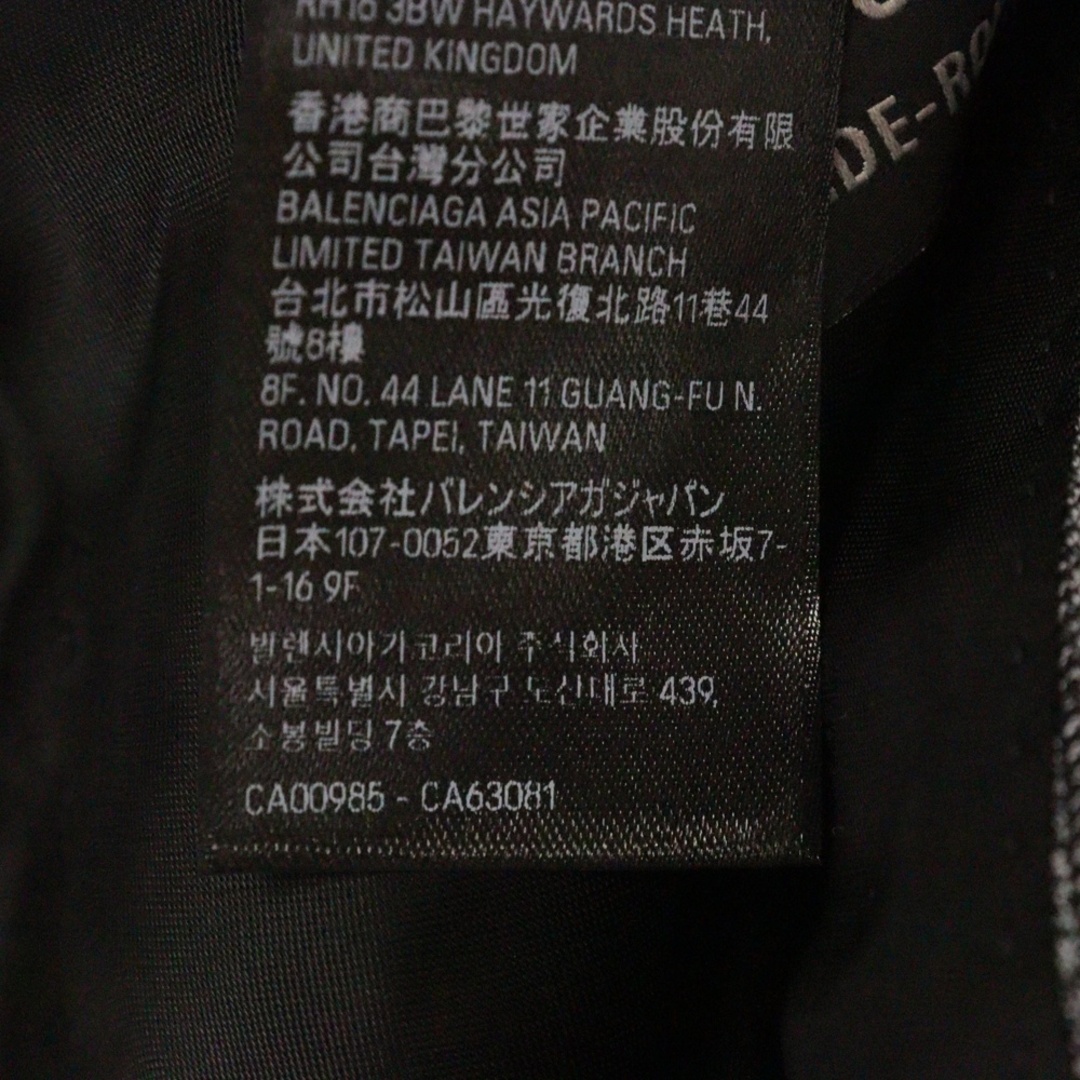 RH16 3BW HAYWARDS HEATH,
UNITED KINGDOM
香港商巴黎世家企業股份有限
公司台灣分公司
BALENCIAGA ASIA PACIFIC
LIMITED TAIWAN BRANCH
台北市松山區光復北路11巷44
號8樓
8F. NO. 44 LANE 11 GUANG-FU N.
ROAD, TAPEI, TAIWAN
株式会社バレンシアガジャパン
日本107-0052東京都港区赤坂7-
1-16 9F
발렌시아가코리아 주식회사
서울특별시 강남구 도산대로 439,
소봉빌딩 7층
CA00985 - CA63081